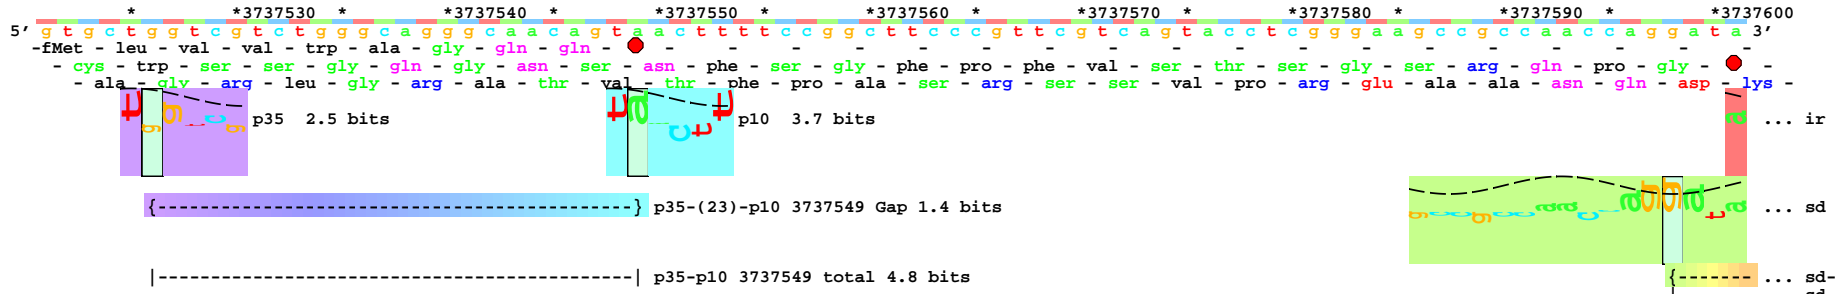 * *3737530 * *3737540 * *3737550 * *3737560 * *3737570 * *3737580 * *3737590 * *3737600
5' g t g c t g g t c g t c t g g g c a g g g c a a c a g t a a c t t t t c c g g c t t c c c g t t c g t c a g t a c c t c g g g a a g c c g c c a a c c a g g a t a 3'
-fMet - leu - val - val - trp - ala - gly - gln - gln - - - - - - - - - - - - - - - - - - -
- cys - trp - ser - ser - gly - gln - gly - asn - ser - asn - phe - ser - gly - phe - pro - phe - val - ser - thr - ser - gly - ser - arg - gln - pro - gly - -
- ala - gly - arg - leu - gly - arg - ala - thr - val - thr - phe - pro - ala - ser - arg - ser - ser - val - pro - arg - glu - ala - ala - asn - gln - asp - lys -
t g g t c g p35 2.5 bits t a a c t t p10 3.7 bits a ... ir
{---------------------------------------------} p35-(23)-p10 3737549 Gap 1.4 bits g c c g c c a a c c a g g a t a ... sd
|---------------------------------------------| p35-p10 3737549 total 4.8 bits {------- ... sd-